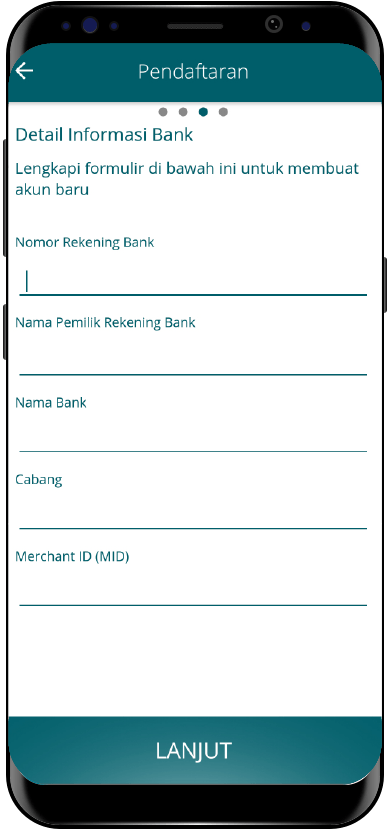 Pendaftaran
Detail Informasi Bank
Lengkapi formulir di bawah ini untuk membuat
akun baru
Nomor Rekening Bank
Nama Pemilik Rekening Bank
Nama Bank
Cabang
Merchant ID (MID)
LANJUT